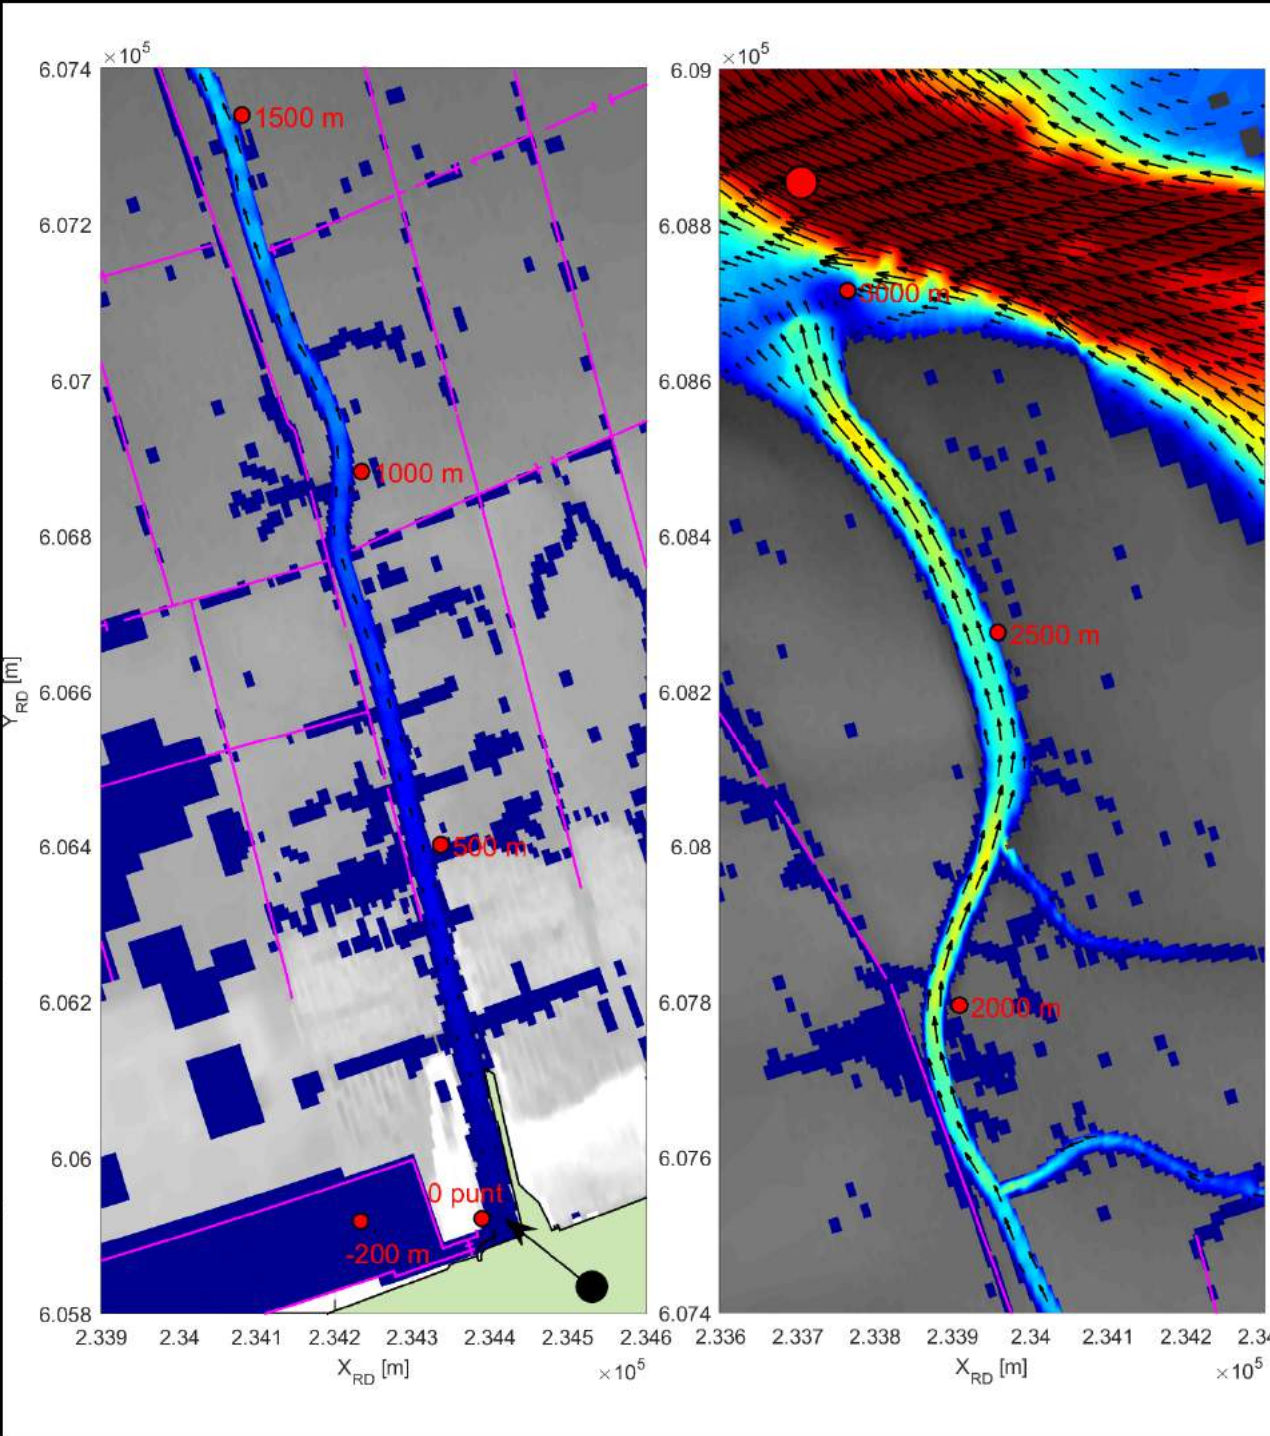 ×10⁵
6.074
6.072
6.07
6.068
6.066
6.064
6.062
6.06
6.058
Y_RD [m]
1500 m
1000 m
500 m
0 punt
-200 m
2.339 2.34 2.341 2.342 2.343 2.344 2.345 2.346
X_RD [m]
×10⁵
×10⁵
6.09
6.088
6.086
6.084
6.082
6.08
6.078
6.076
6.074
3000 m
2500 m
2000 m
2.336 2.337 2.338 2.339 2.34 2.341 2.342 2.34
X_RD [m]
×10⁵